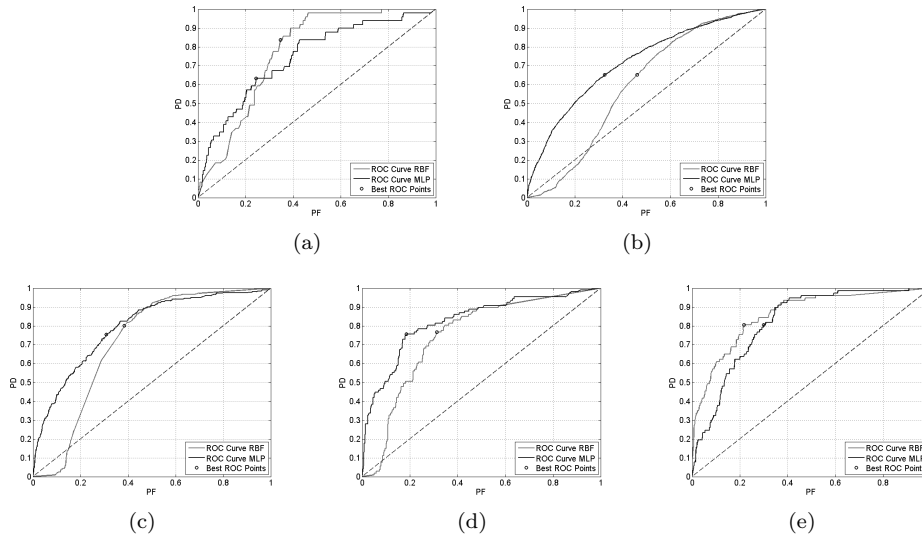 1
0.9
0.8
0.7
0.6
0.5
0.4
0.3
0.2
0.1
0
PD
0 0.2 0.4 0.6 0.8 1
PF
ROC Curve RBF
ROC Curve MLP
Best ROC Points
(a)
1
0.9
0.8
0.7
0.6
0.5
0.4
0.3
0.2
0.1
0
PD
0 0.2 0.4 0.6 0.8 1
PF
ROC Curve RBF
ROC Curve MLP
Best ROC Points
(b)
1
0.9
0.8
0.7
0.6
0.5
0.4
0.3
0.2
0.1
0
PD
0 0.2 0.4 0.6 0.8 1
PF
ROC Curve RBF
ROC Curve MLP
Best ROC Points
(c)
1
0.9
0.8
0.7
0.6
0.5
0.4
0.3
0.2
0.1
0
PD
0 0.2 0.4 0.6 0.8 1
PF
ROC Curve RBF
ROC Curve MLP
Best ROC Points
(d)
1
0.9
0.8
0.7
0.6
0.5
0.4
0.3
0.2
0.1
0
PD
0 0.2 0.4 0.6 0.8
PF
ROC Curve RBF
ROC Curve MLP
Best ROC Points
(e)